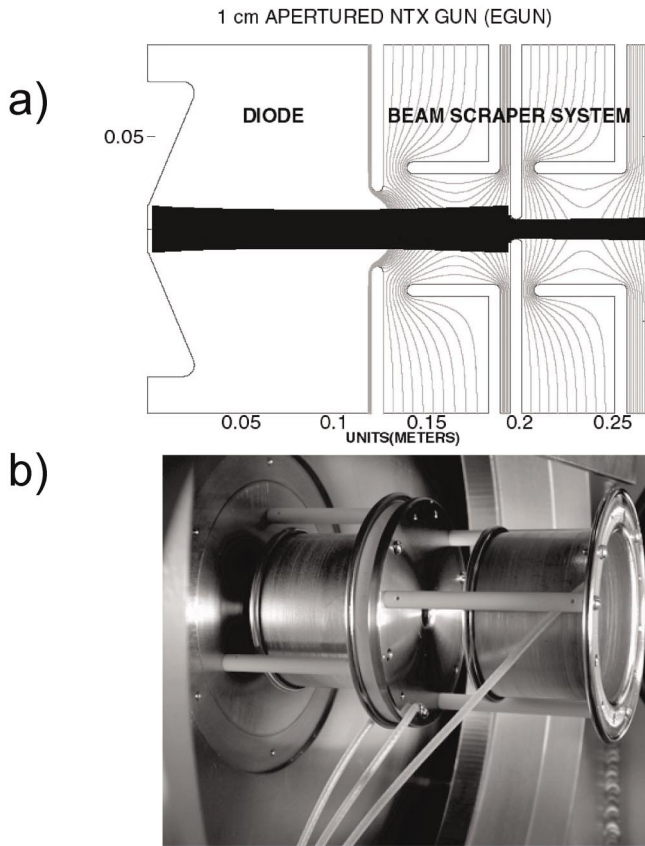 1 cm APERTURED NTX GUN (EGUN)
a)
DIODE
BEAM SCRAPER SYSTEM
0.05
0.05 0.1 0.15 0.2 0.25
UNITS(METERS)
b)